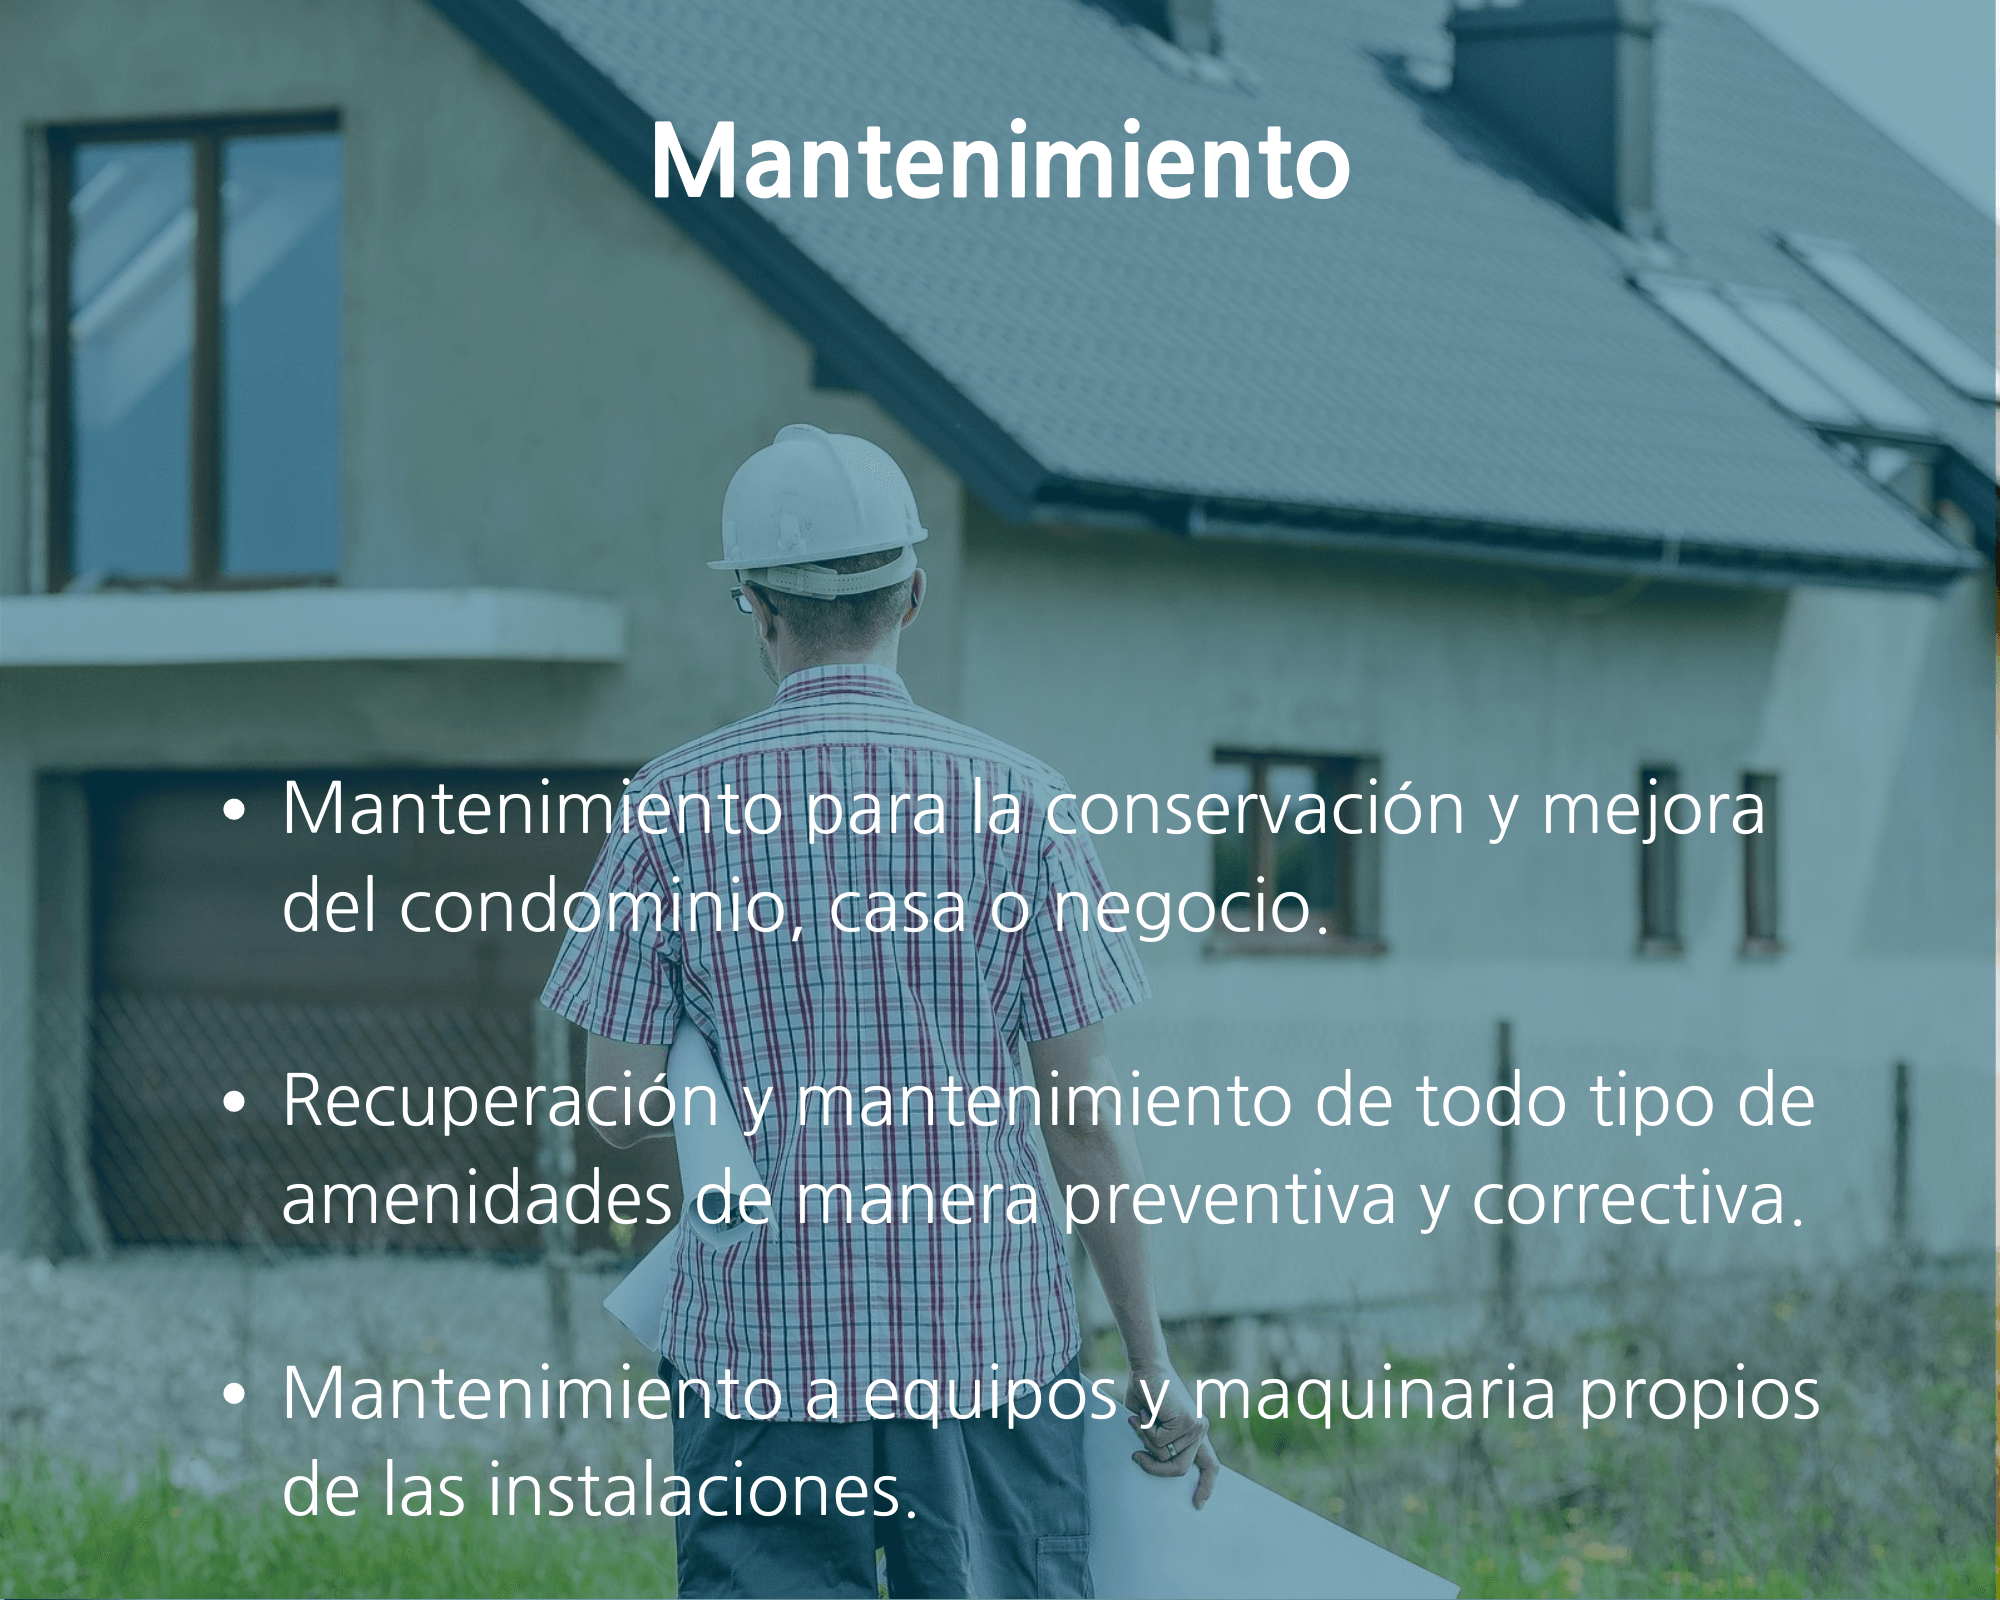 Mantenimiento
• Mantenimiento para la conservación y mejora
del condominio, casa o negocio.
• Recuperación y mantenimiento de todo tipo de
amenidades de manera preventiva y correctiva.
• Mantenimiento a equipos y maquinaria propios
de las instalaciones.